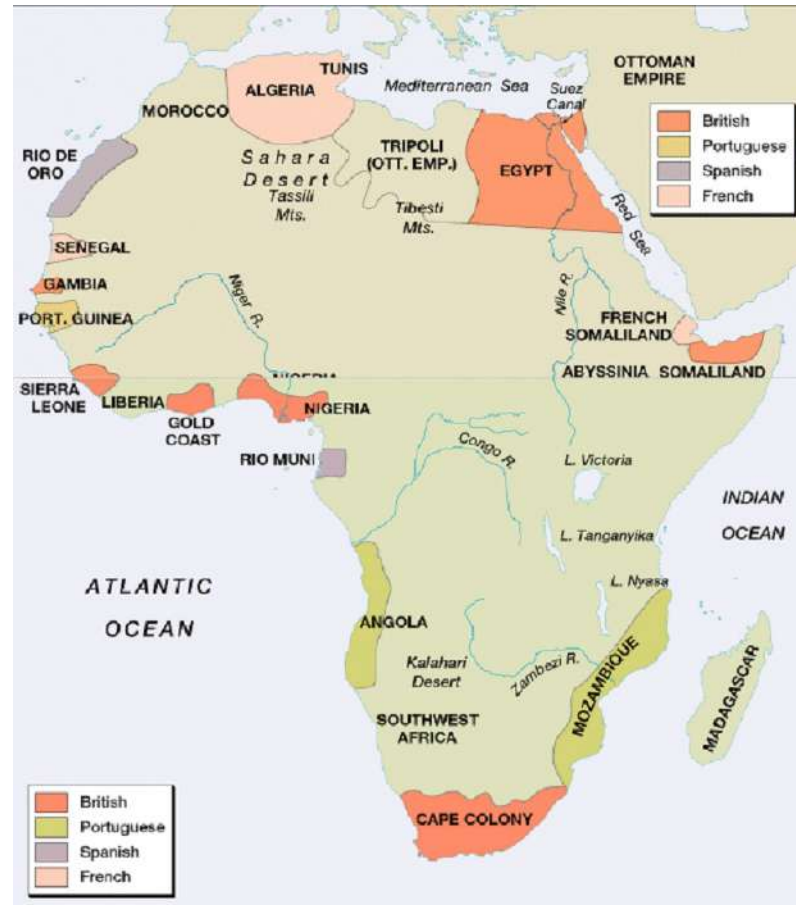 OTTOMAN
EMPIRE
TUNIS
Mediterranean Sea
Suez
Canal
ALGERIA
MOROCCO
British
Portuguese
Spanish
French
RIO DE
ORO
Sahara
Desert
Tassili
Mts.
TRIPOLI
(OTT. EMP.)
EGYPT
Tibesti
Mts.
Red Sea
SENEGAL
GAMBIA
PORT. GUINEA
Niger R.
Nile R.
FRENCH
SOMALILAND
ABYSSINIA
SOMALILAND
NIGERIA
SIERRA
LEONE
LIBERIA
GOLD
COAST
NIGERIA
RIO MUNI
Congo R.
L. Victoria
INDIAN
OCEAN
L. Tanganyika
ATLANTIC
OCEAN
L. Nyasa
ANGOLA
Kalahari
Desert
Zambezi R.
MOZAMBIQUE
MADAGASCAR
SOUTHWEST
AFRICA
CAPE COLONY
British
Portuguese
Spanish
French